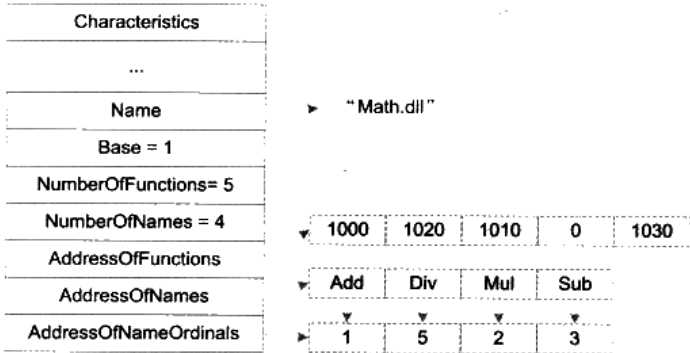 Characteristics
...
Name
"Math.dll"
Base = 1
NumberOfFunctions= 5
NumberOfNames = 4
1000 1020 1010 0 1030
AddressOfFunctions
Add Div Mul Sub
AddressOfNames
AddressOfNameOrdinals
1 5 2 3